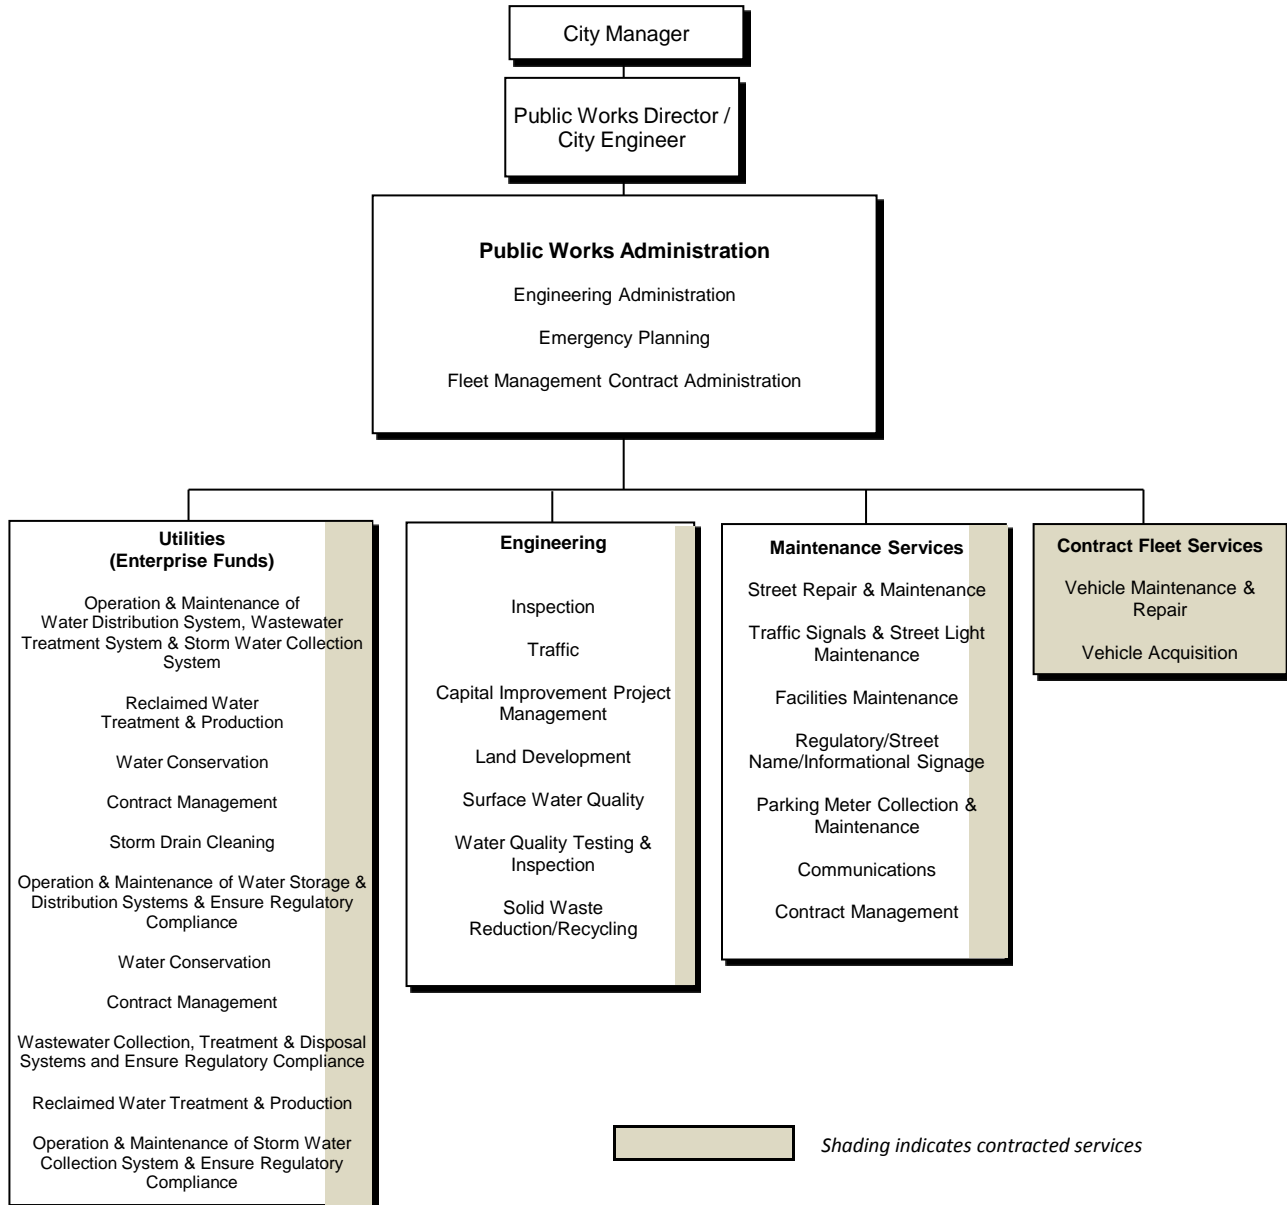 City Manager
Public Works Director /
City Engineer
Public Works Administration
Engineering Administration
Emergency Planning
Fleet Management Contract Administration
Utilities
(Enterprise Funds)
Operation & Maintenance of
Water Distribution System, Wastewater
Treatment System & Storm Water Collection
System
Reclaimed Water
Treatment & Production
Water Conservation
Contract Management
Storm Drain Cleaning
Operation & Maintenance of Water Storage &
Distribution Systems & Ensure Regulatory
Compliance
Water Conservation
Contract Management
Wastewater Collection, Treatment & Disposal
Systems and Ensure Regulatory Compliance
Reclaimed Water Treatment & Production
Operation & Maintenance of Storm Water
Collection System & Ensure Regulatory
Compliance
Engineering
Inspection
Traffic
Capital Improvement Project
Management
Land Development
Surface Water Quality
Water Quality Testing &
Inspection
Solid Waste
Reduction/Recycling
Maintenance Services
Street Repair & Maintenance
Traffic Signals & Street Light
Maintenance
Facilities Maintenance
Regulatory/Street
Name/Informational Signage
Parking Meter Collection &
Maintenance
Communications
Contract Management
Contract Fleet Services
Vehicle Maintenance &
Repair
Vehicle Acquisition
Shading indicates contracted services